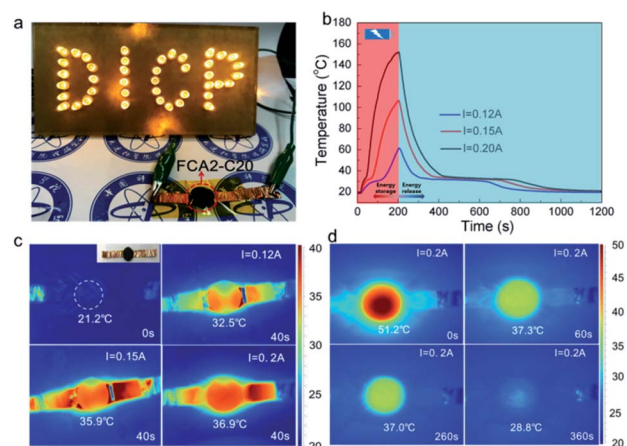 a
DICP
FCA2-C20
b
Temperature (°C)
180
160
140
120
100
80
60
40
20
I=0.12A
I=0.15A
I=0.20A
Energy storage
Energy release
0 200 400 600 800 1000 1200
Time (s)
c
21.2℃
0s
I=0.12A
32.5℃
40s
I=0.15A
35.9℃
40s
I=0.2A
36.9℃
40s
40
35
30
25
20
d
I=0.2A
51.2℃
0s
I=0.2A
37.3℃
60s
I=0.2A
37.0℃
260s
I=0.2A
28.8℃
360s
50
45
40
35
30
25
20